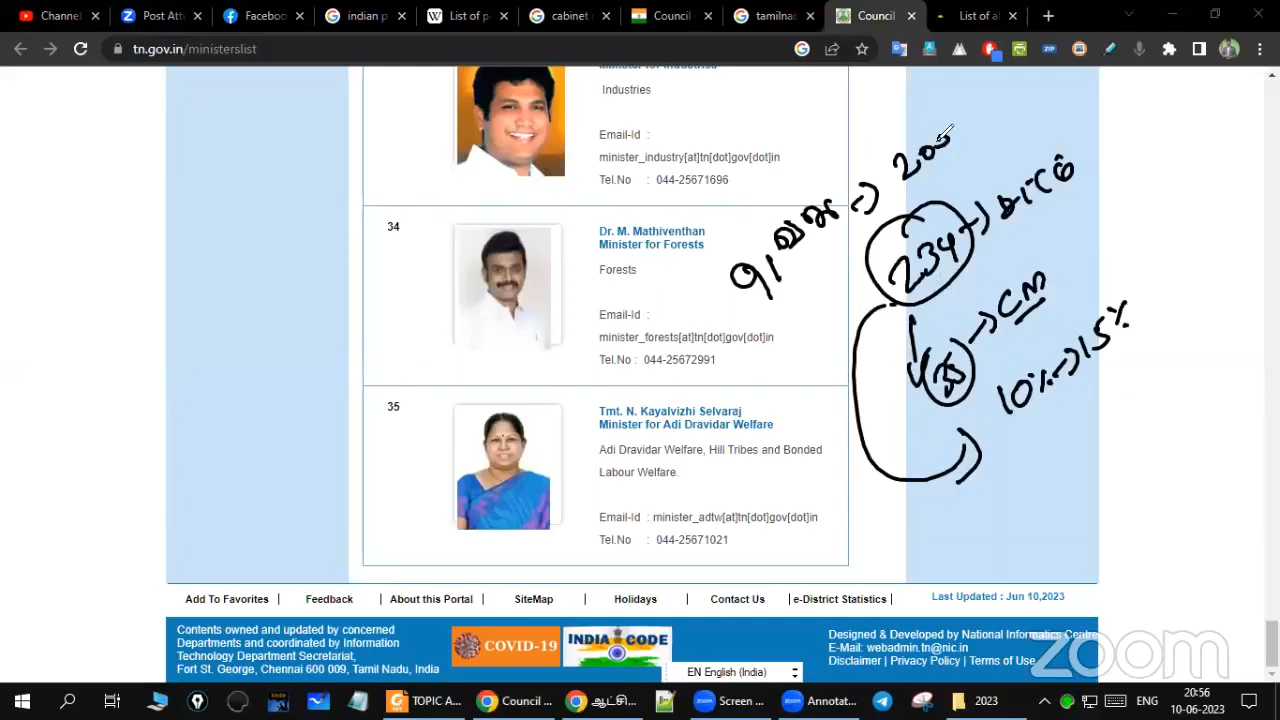 Channel
Z Post Atte
Facebook
indian p
List of p
cabinet
Council
tamilnac
Council
List of al
tn.gov.in/ministerslist
Industries
Email-Id :
minister_industry[at]tn[dot]gov[dot]in
Tel.No : 044-25671696
34
Dr. M. Mathiventhan
Minister for Forests
Forests
Email-Id :
minister_forests[at]tn[dot]gov[dot]in
Tel.No : 044-25672991
35
Tmt. N. Kayalvizhi Selvaraj
Minister for Adi Dravidar Welfare
Adi Dravidar Welfare, Hill Tribes and Bonded
Labour Welfare.
Email-Id : minister_adtw[at]tn[dot]gov[dot]in
Tel.No : 044-25671021
200
234
CM
35
10% → 15%
Add To Favorites | Feedback | About this Portal | SiteMap | Holidays | Contact Us | e-District Statistics |
Last Updated : Jun 10,2023
Contents owned and updated by concerned
Departments and coordinated by Information
Technology Department Secretariat,
Fort St. George, Chennai 600 009, Tamil Nadu, India
COVID-19
INDIA CODE
Designed & Developed by National Informatics Centre
E-Mail: webadmin.tn@nic.in
Disclaimer | Privacy Policy | Terms of Use
zoom
EN English (India)
TOPIC A...
Council ...
ஆட்சி...
Screen ...
Annotat...
2023
ENG
20:56
10-06-2023